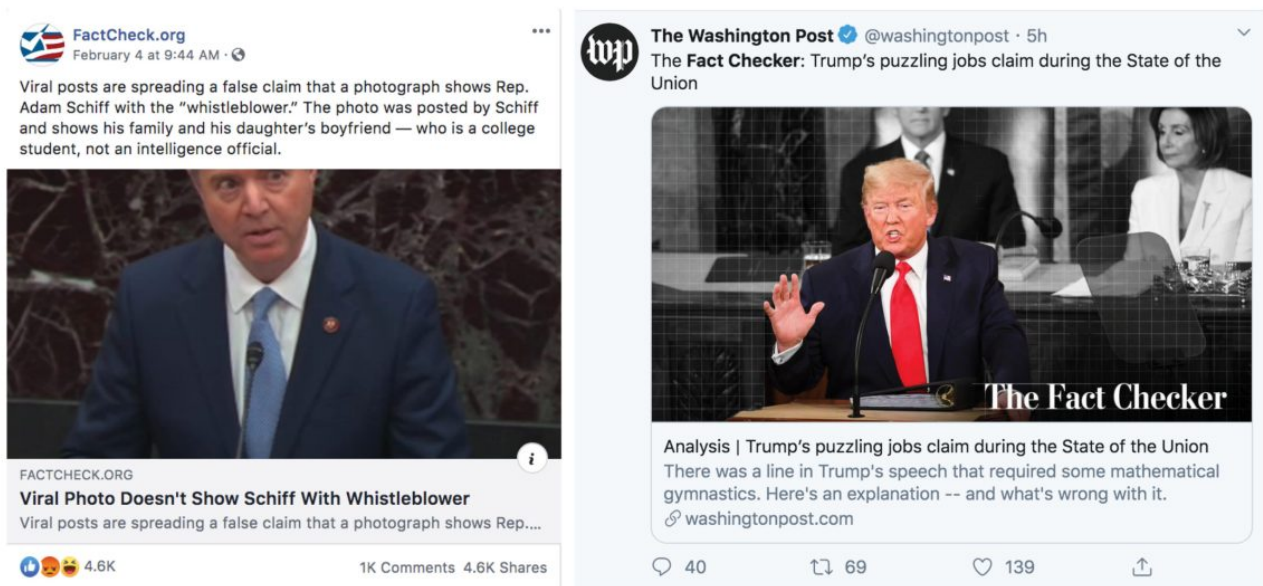 FactCheck.org
February 4 at 9:44 AM ·
Viral posts are spreading a false claim that a photograph shows Rep.
Adam Schiff with the “whistleblower.” The photo was posted by Schiff
and shows his family and his daughter’s boyfriend — who is a college
student, not an intelligence official.
i
FACTCHECK.ORG
Viral Photo Doesn't Show Schiff With Whistleblower
Viral posts are spreading a false claim that a photograph shows Rep....
4.6K
1K Comments 4.6K Shares
wp
The Washington Post @washingtonpost · 5h
The Fact Checker: Trump’s puzzling jobs claim during the State of the
Union
The Fact Checker
Analysis | Trump’s puzzling jobs claim during the State of the Union
There was a line in Trump's speech that required some mathematical
gymnastics. Here's an explanation -- and what's wrong with it.
washingtonpost.com
40 69 139